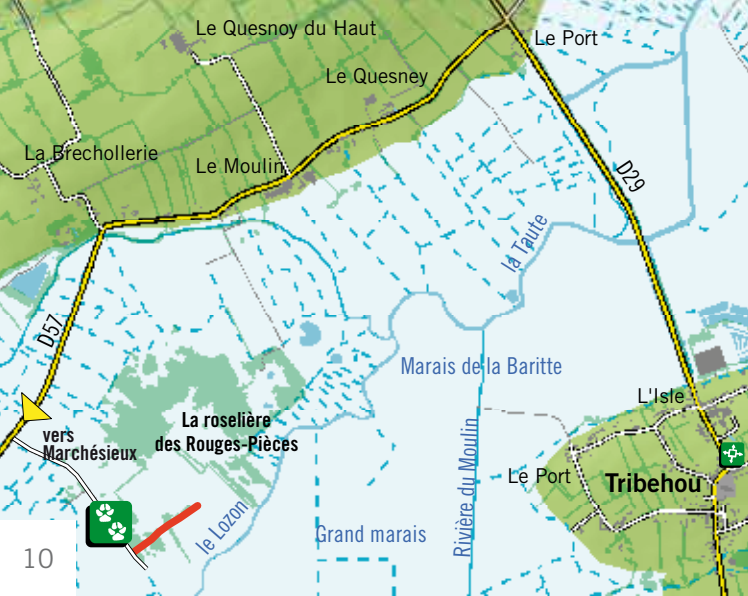 Le Quesnoy du Haut
Le Port
Le Quesney
La Brechollerie
Le Moulin
D29
la Taute
D57
Marais de la Baritte
L'Isle
La roselière
des Rouges-Pièces
vers
Marchésieux
Rivière du Moulin
Le Port
Tribehou
le Lozon
Grand marais
10